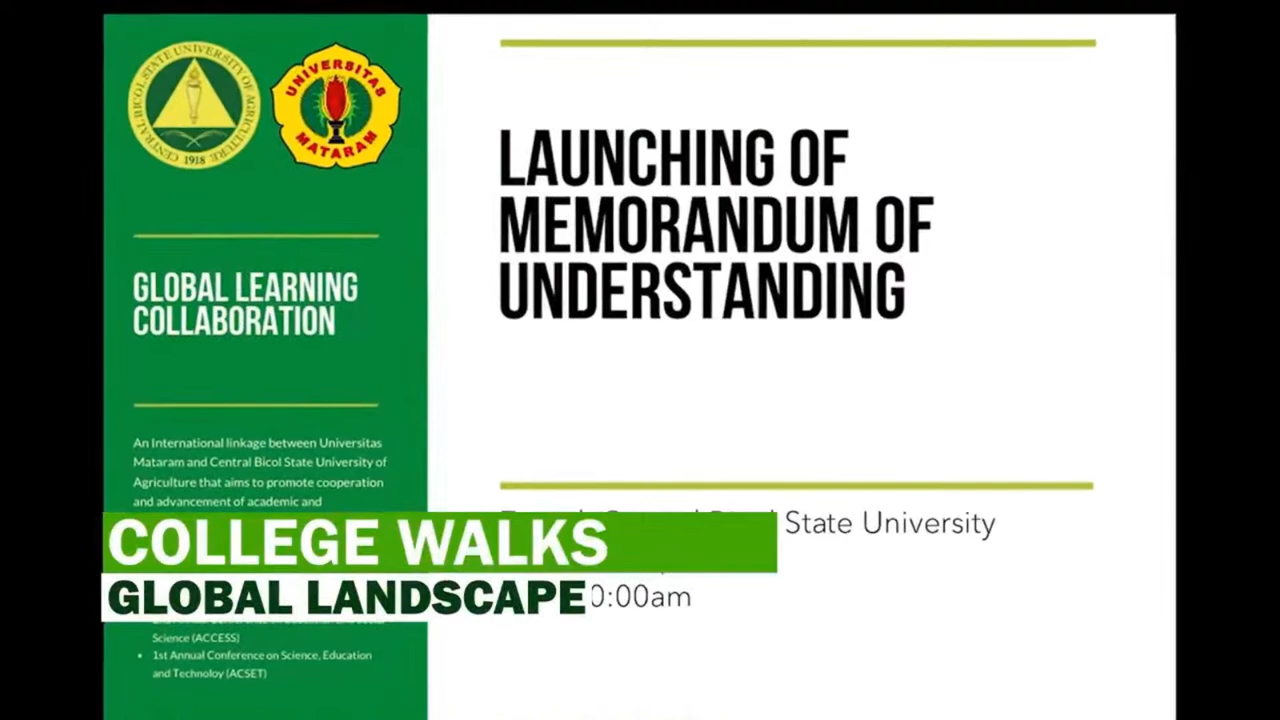 CENTRAL BICOL STATE UNIVERSITY OF AGRICULTURE
1918
UNIVERSITAS
MATARAM
GLOBAL LEARNING
COLLABORATION
An International linkage between Universitas
Mataram and Central Bicol State University of
Agriculture that aims to promote cooperation
and advancement of academic and
Science (ACCESS)
1st Annual Conference on Science, Education
and Technoloy (ACSET)
LAUNCHING OF
MEMORANDUM OF
UNDERSTANDING
State University
0:00am
COLLEGE WALKS
GLOBAL LANDSCAPE